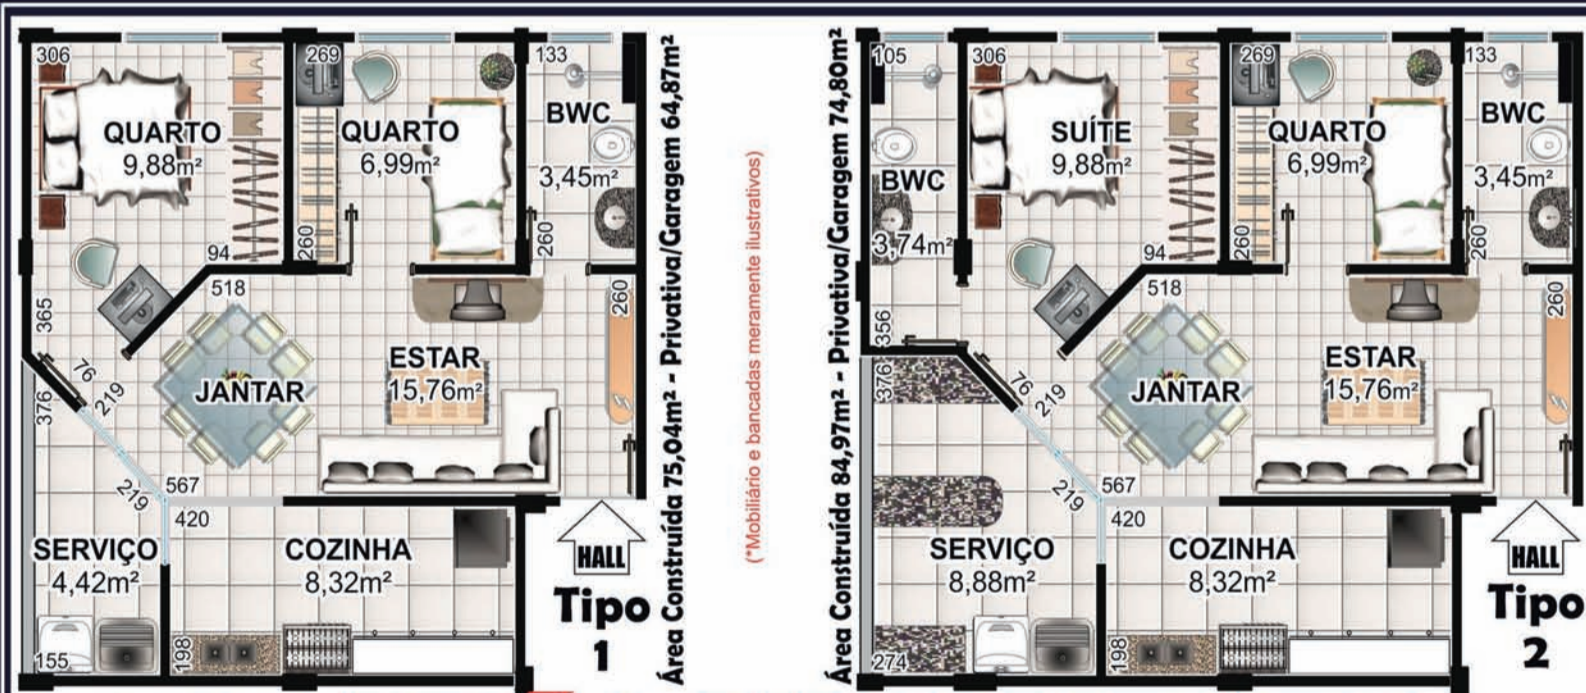 306
269
133
QUARTO
9,88m²
QUARTO
6,99m²
BWC
3,45m²
94
260
260
365
518
260
76
219
376
JANTAR
ESTAR
15,76m²
219
567
420
SERVIÇO
4,42m²
COZINHA
8,32m²
155
198
HALL
Tipo
1
Área Construída 75,04m² - Privativa/Garagem 64,87m²
(*Mobiliário e bancadas meramente ilustrativos)
Área Construída 84,97m² - Privativa/Garagem 74,80m²
105
306
269
133
BWC
3,74m²
SUÍTE
9,88m²
QUARTO
6,99m²
BWC
3,45m²
94
260
260
356
518
260
376
76
219
JANTAR
ESTAR
15,76m²
219
567
420
SERVIÇO
8,88m²
COZINHA
8,32m²
274
198
HALL
Tipo
2